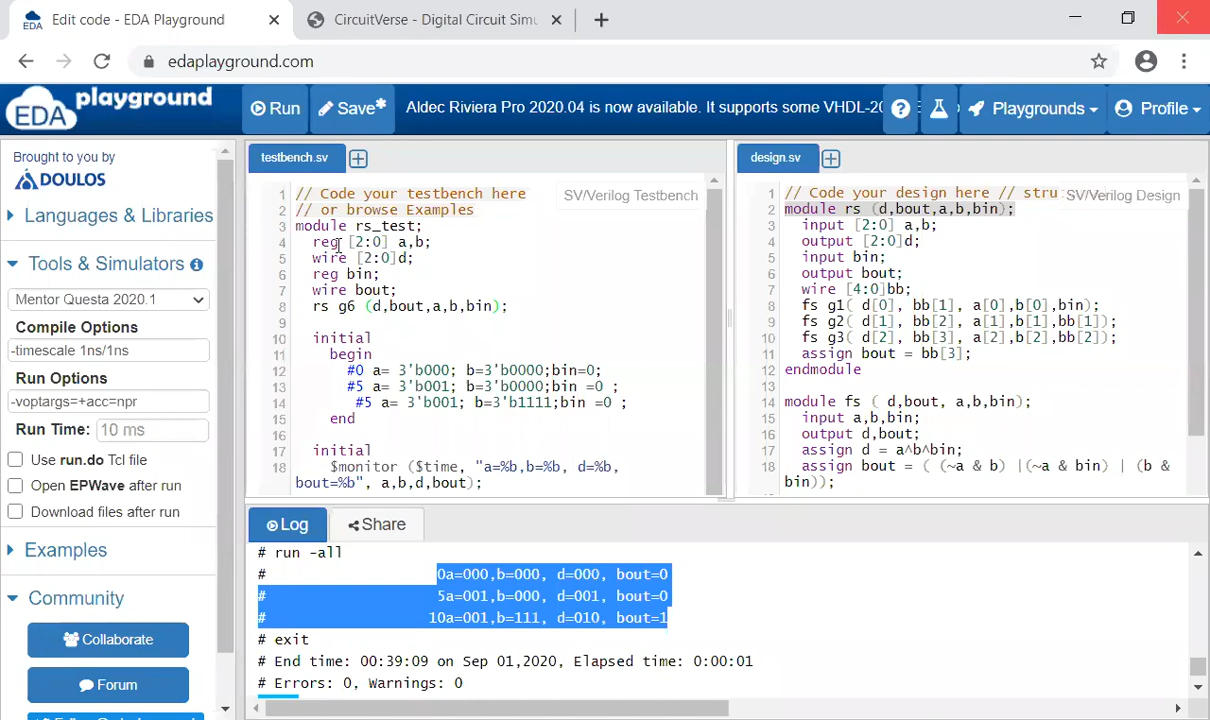 Edit code - EDA Playground
CircuitVerse - Digital Circuit Simu
edaplayground.com
EDA playground
Run
Save*
Aldec Riviera Pro 2020.04 is now available. It supports some VHDL-20
Playgrounds
Profile
Brought to you by
DOULOS
Languages & Libraries
Tools & Simulators
Mentor Questa 2020.1
Compile Options
-timescale 1ns/1ns
Run Options
-voptargs=+acc=npr
Run Time: 10 ms
Use run.do Tcl file
Open EPWave after run
Download files after run
Examples
Community
Collaborate
Forum
testbench.sv
SV/Verilog Testbench
1 // Code your testbench here
2 // or browse Examples
3 module rs_test;
4 reg [2:0] a,b;
5 wire [2:0]d;
6 reg bin;
7 wire bout;
8 rs g6 (d,bout,a,b,bin);
9
10 initial
11 begin
12 #0 a= 3'b000; b=3'b0000;bin=0;
13 #5 a= 3'b001; b=3'b0000;bin =0 ;
14 #5 a= 3'b001; b=3'b1111;bin =0 ;
15 end
16
17 initial
18 $monitor ($time, "a=%b,b=%b, d=%b,
bout=%b", a,b,d,bout);
design.sv
SV/Verilog Design
1 // Code your design here // stru
2 module rs (d,bout,a,b,bin);
3 input [2:0] a,b;
4 output [2:0]d;
5 input bin;
6 output bout;
7 wire [4:0]bb;
8 fs g1( d[0], bb[1], a[0],b[0],bin);
9 fs g2( d[1], bb[2], a[1],b[1],bb[1]);
10 fs g3( d[2], bb[3], a[2],b[2],bb[2]);
11 assign bout = bb[3];
12 endmodule
13
14 module fs ( d,bout, a,b,bin);
15 input a,b,bin;
16 output d,bout;
17 assign d = a^b^bin;
18 assign bout = ( (~a & b) |(~a & bin) | (b &
bin));
Log
Share
# run -all
# 0a=000,b=000, d=000, bout=0
# 5a=001,b=000, d=001, bout=0
# 10a=001,b=111, d=010, bout=1
# exit
# End time: 00:39:09 on Sep 01,2020, Elapsed time: 0:00:01
# Errors: 0, Warnings: 0